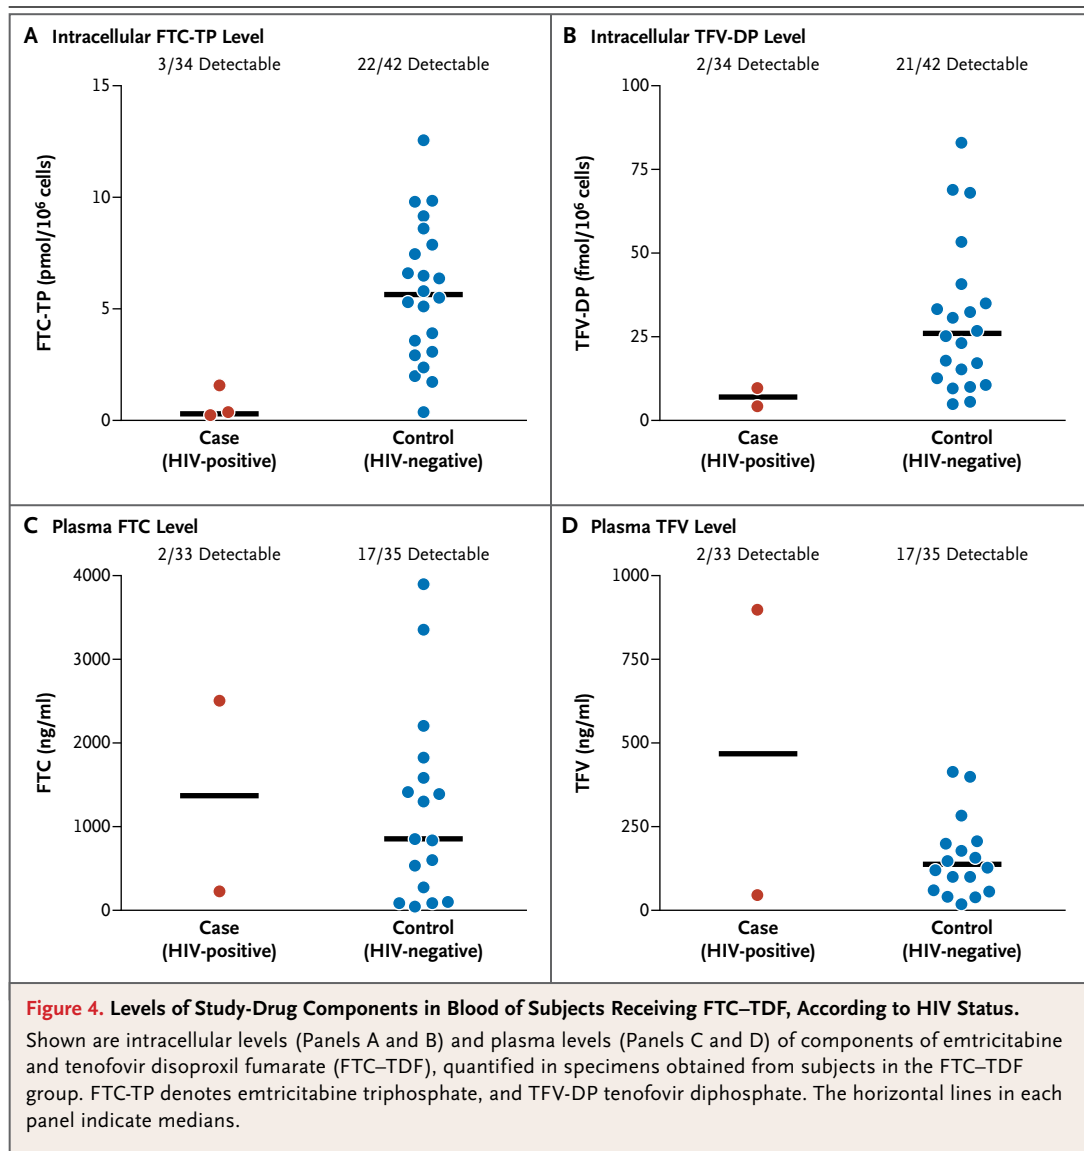 A Intracellular FTC-TP Level
3/34 Detectable 22/42 Detectable
15
10
5
0
FTC-TP (pmol/10⁶ cells)
Case
(HIV-positive)
Control
(HIV-negative)
B Intracellular TFV-DP Level
2/34 Detectable 21/42 Detectable
100
75
50
25
0
TFV-DP (fmol/10⁶ cells)
Case
(HIV-positive)
Control
(HIV-negative)
C Plasma FTC Level
2/33 Detectable 17/35 Detectable
4000
3000
2000
1000
0
FTC (ng/ml)
Case
(HIV-positive)
Control
(HIV-negative)
D Plasma TFV Level
2/33 Detectable 17/35 Detectable
1000
750
500
250
0
TFV (ng/ml)
Case
(HIV-positive)
Control
(HIV-negative)
Figure 4. Levels of Study-Drug Components in Blood of Subjects Receiving FTC–TDF, According to HIV Status.
Shown are intracellular levels (Panels A and B) and plasma levels (Panels C and D) of components of emtricitabine
and tenofovir disoproxil fumarate (FTC–TDF), quantified in specimens obtained from subjects in the FTC–TDF
group. FTC-TP denotes emtricitabine triphosphate, and TFV-DP tenofovir diphosphate. The horizontal lines in each
panel indicate medians.